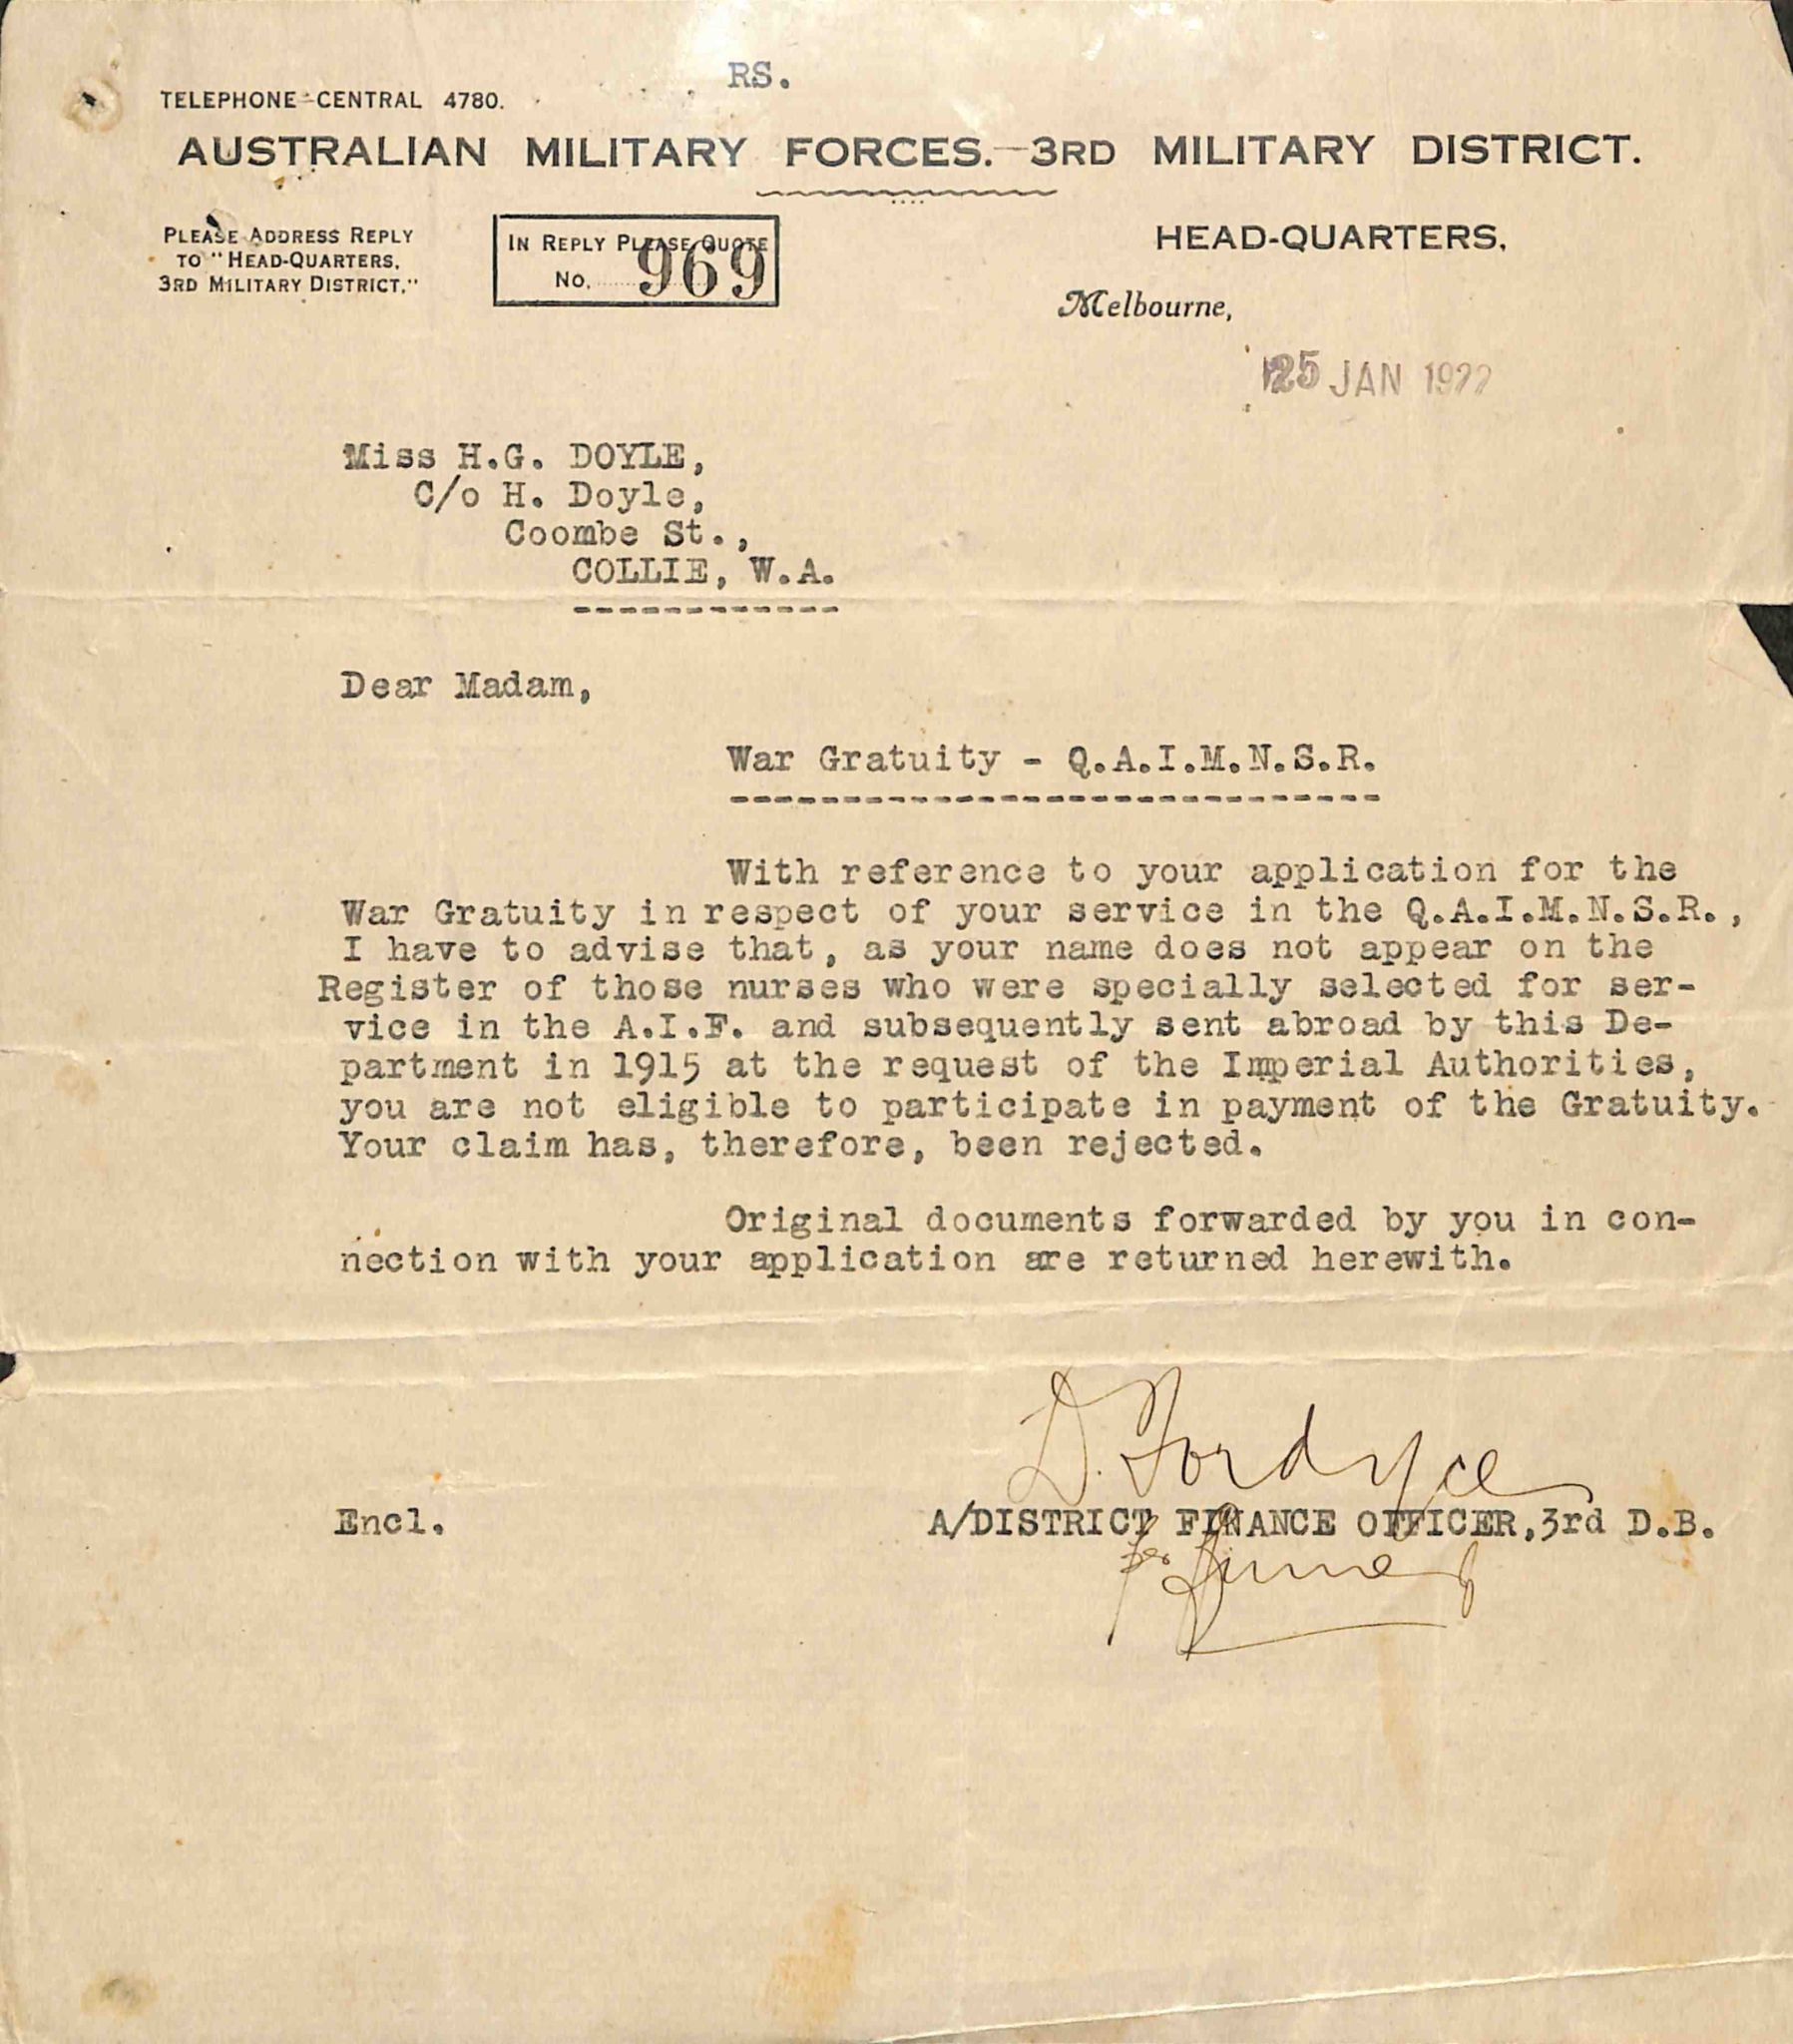 RS.
TELEPHONE-CENTRAL 4780.
AUSTRALIAN MILITARY FORCES.—3RD MILITARY DISTRICT.
PLEASE ADDRESS REPLY
TO "HEAD-QUARTERS,
3RD MILITARY DISTRICT."
IN REPLY PLEASE QUOTE
No. 969
HEAD-QUARTERS,
Melbourne,
25 JAN 1922
Miss H.G. DOYLE,
C/o H. Doyle,
Coombe St.,
COLLIE, W.A.
-------------
Dear Madam,
War Gratuity - Q.A.I.M.N.S.R.
-----------------------------
With reference to your application for the
War Gratuity in respect of your service in the Q.A.I.M.N.S.R.,
I have to advise that, as your name does not appear on the
Register of those nurses who were specially selected for ser-
vice in the A.I.F. and subsequently sent abroad by this De-
partment in 1915 at the request of the Imperial Authorities,
you are not eligible to participate in payment of the Gratuity.
Your claim has, therefore, been rejected.
Original documents forwarded by you in con-
nection with your application are returned herewith.
D. Fordyce
Encl.
A/DISTRICT FINANCE OFFICER,3rd D.B.
per